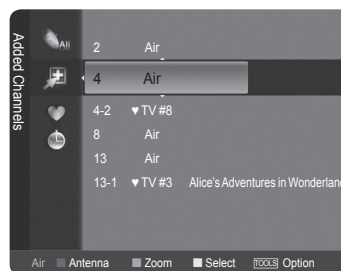 Added Channels
All
2 Air
4 Air
4-2 ♥ TV #8
8 Air
13 Air
13-1 ♥ TV #3 Alice's Adventures in Wonderlan
Air Antenna Zoom Select TOOLS Option